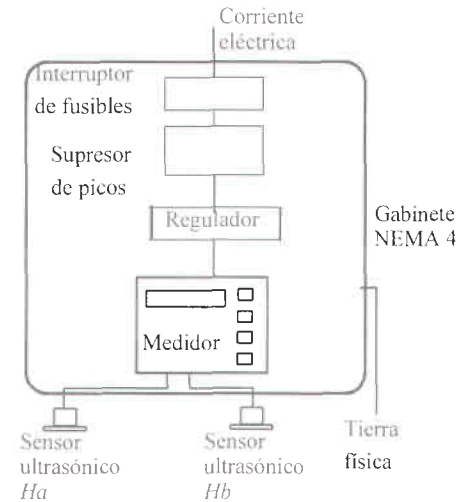 Corriente
eléctrica
Interruptor
de fusibles
Supresor
de picos
Regulador
Gabinete
NEMA 4
Medidor
Sensor
ultrasónico
Ha
Sensor
ultrasónico
Hb
Tierra
física